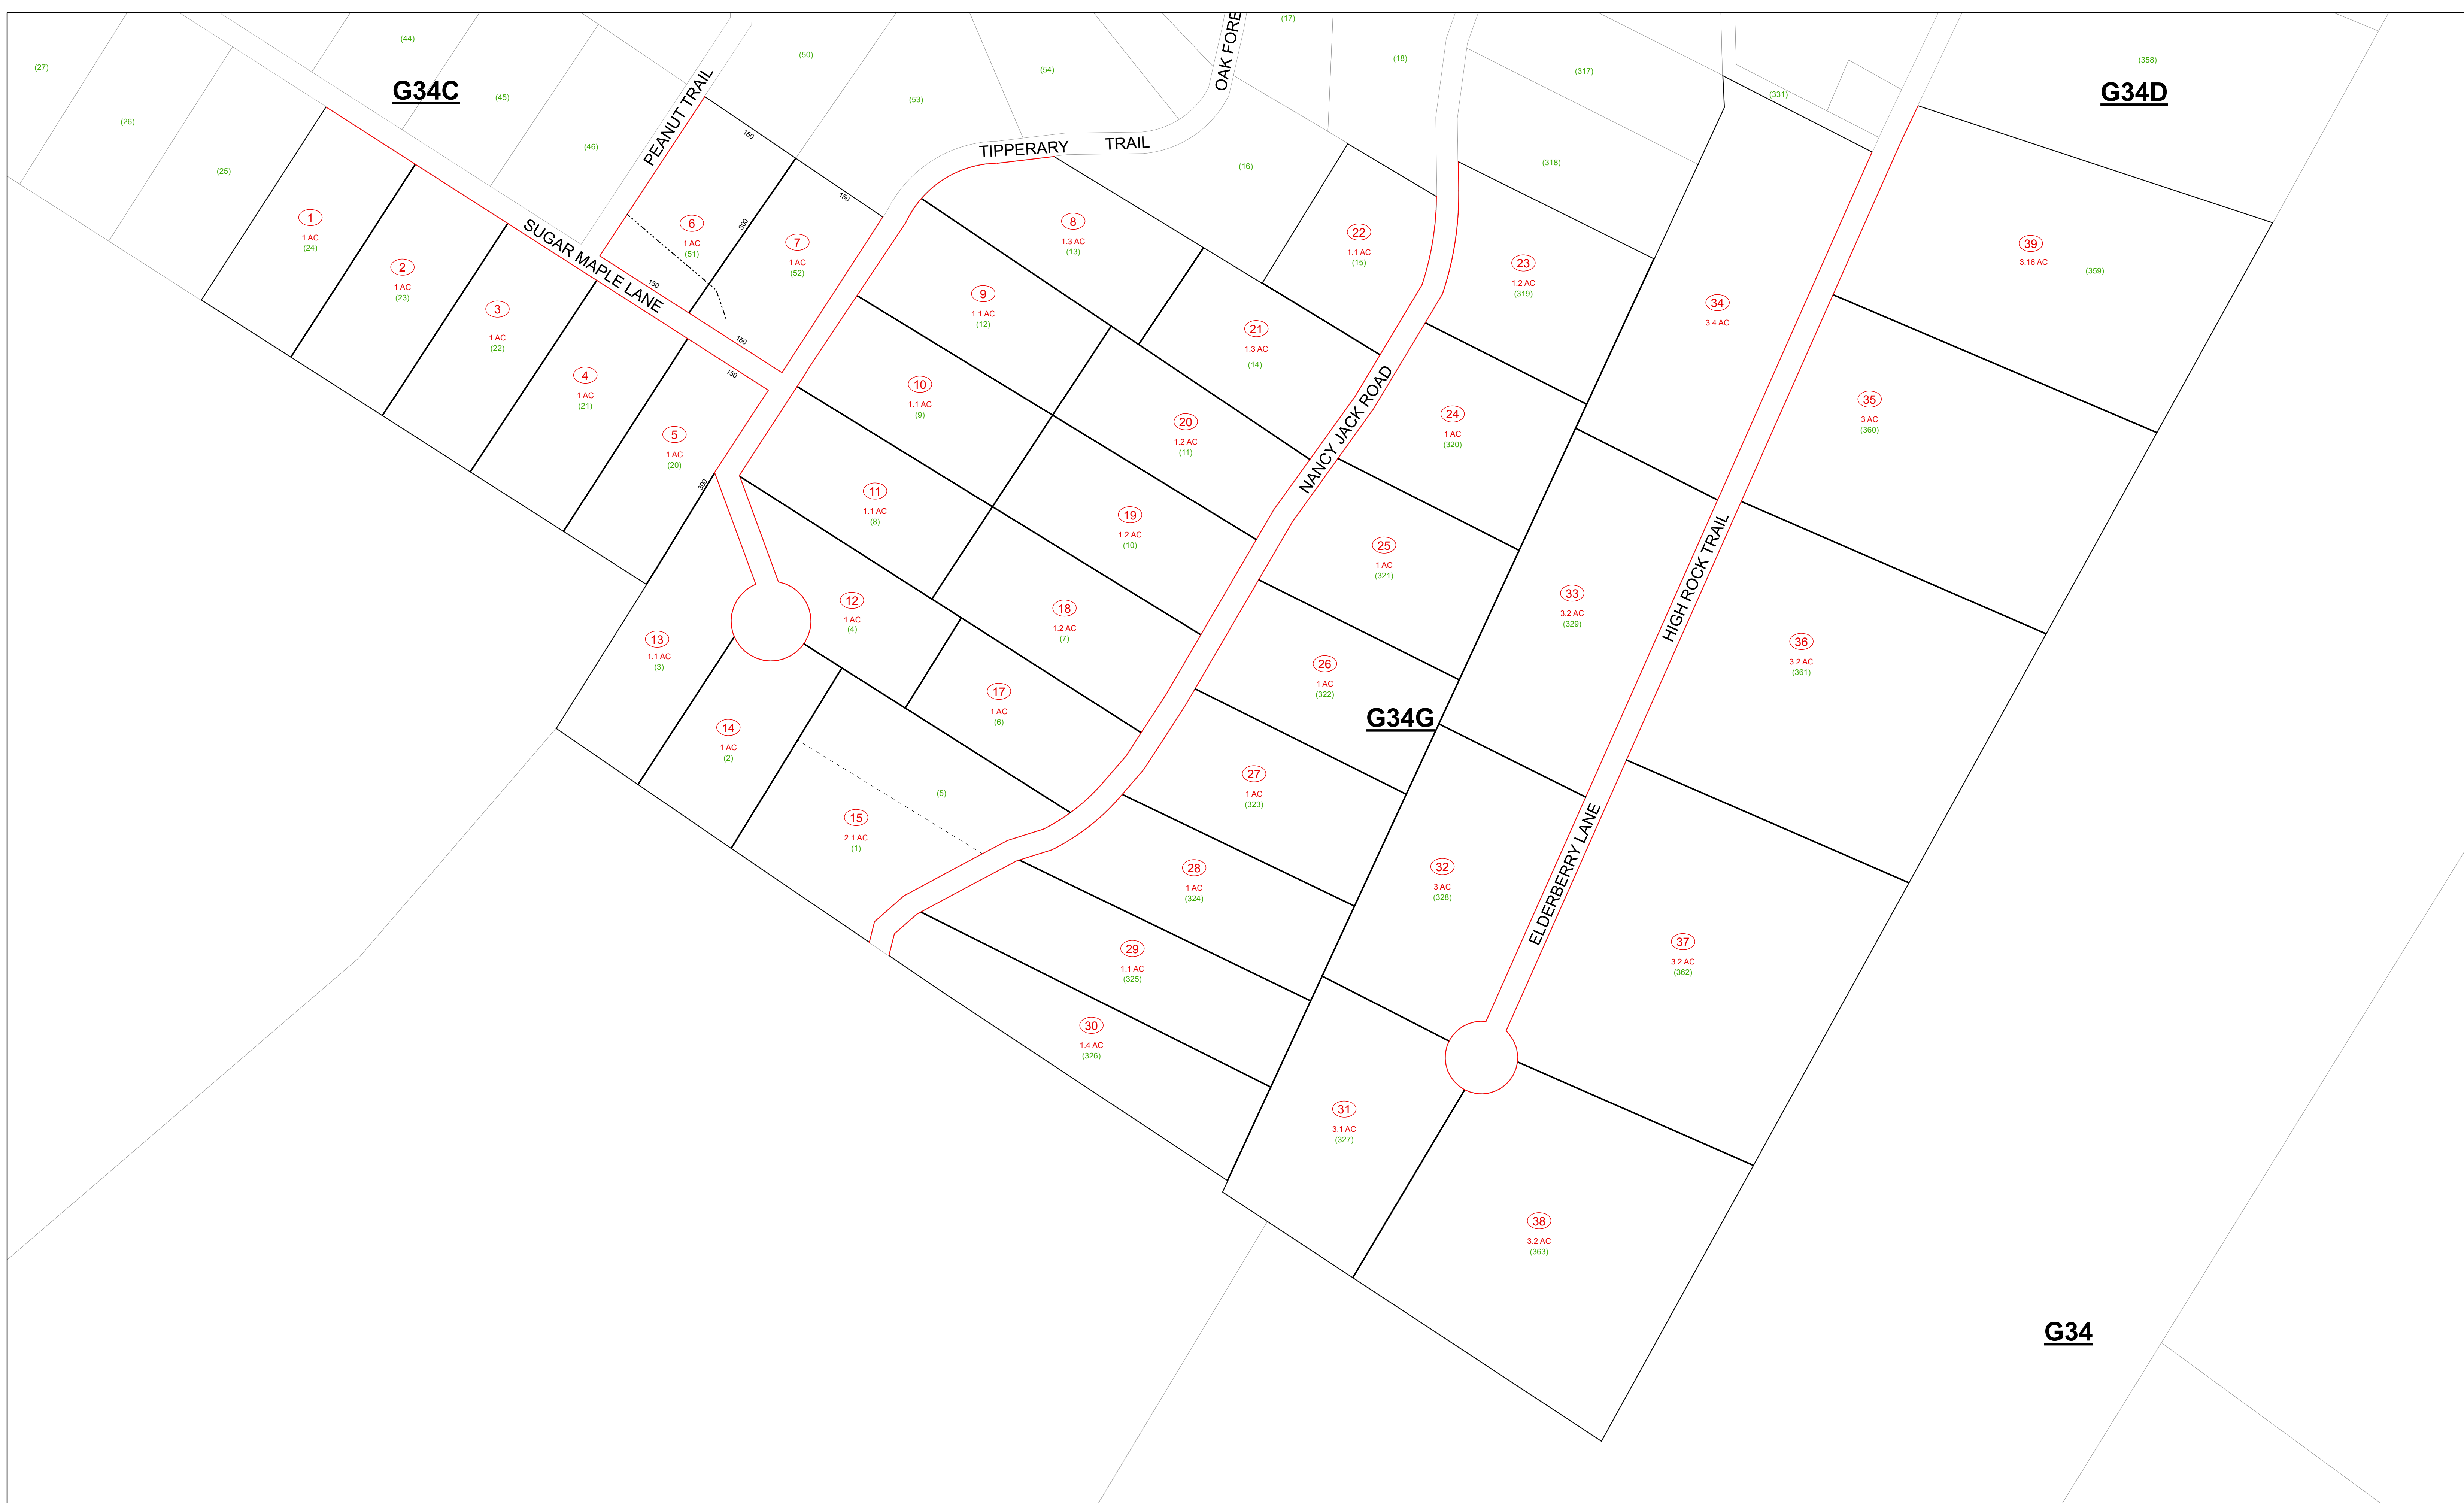 (17)
(44)
(50)
(18)
(358)
(27)
(54)
(317)
G34C
G34D
(45)
(53)
(331)
OAK FORE
PEANUT TRAIL
(26)
150
(46)
TIPPERARY TRAIL
(25)
(16)
(318)
150
1
1 AC
(24)
6
1 AC
(51)
300
7
1 AC
(52)
8
1.3 AC
(13)
22
1.1 AC
(15)
23
1.2 AC
(319)
39
3.16 AC
(359)
2
1 AC
(23)
SUGAR MAPLE LANE
150
150
150
3
1 AC
(22)
9
1.1 AC
(12)
21
1.3 AC
(14)
34
3.4 AC
4
1 AC
(21)
10
1.1 AC
(9)
NANCY JACK ROAD
35
3 AC
(360)
5
1 AC
(20)
300
20
1.2 AC
(11)
24
1 AC
(320)
11
1.1 AC
(8)
19
1.2 AC
(10)
25
1 AC
(321)
HIGH ROCK TRAIL
12
1 AC
(4)
18
1.2 AC
(7)
33
3.2 AC
(329)
13
1.1 AC
(3)
26
1 AC
(322)
36
3.2 AC
(361)
17
1 AC
(6)
G34G
14
1 AC
(2)
27
1 AC
(323)
(5)
15
2.1 AC
(1)
ELDERBERRY LANE
28
1 AC
(324)
32
3 AC
(328)
29
1.1 AC
(325)
37
3.2 AC
(362)
30
1.4 AC
(326)
31
3.1 AC
(327)
38
3.2 AC
(363)
G34